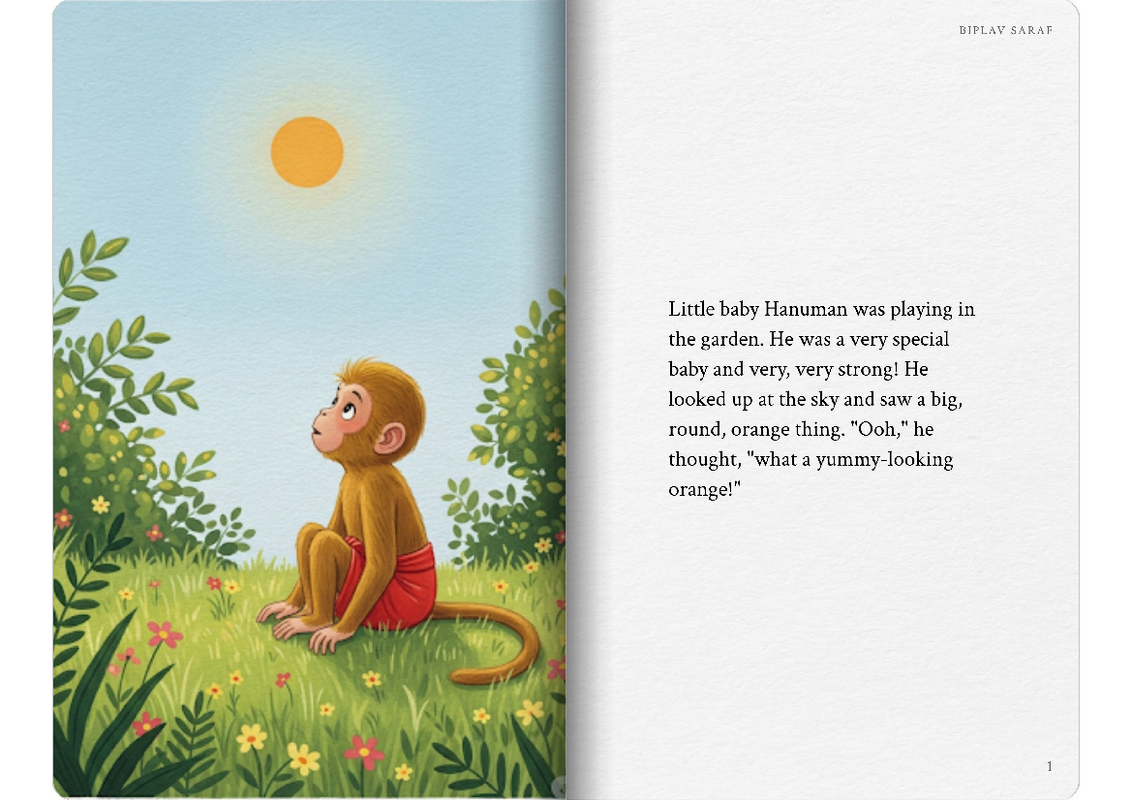 BIPLAV SARAF
Little baby Hanuman was playing in
the garden. He was a very special
baby and very, very strong! He
looked up at the sky and saw a big,
round, orange thing. "Ooh," he
thought, "what a yummy-looking
orange!"
1